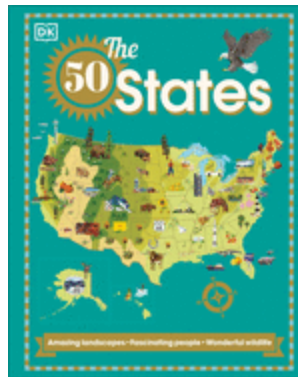 DK
The
50
States
Amazing landscapes • Fascinating people • Wonderful wildlife